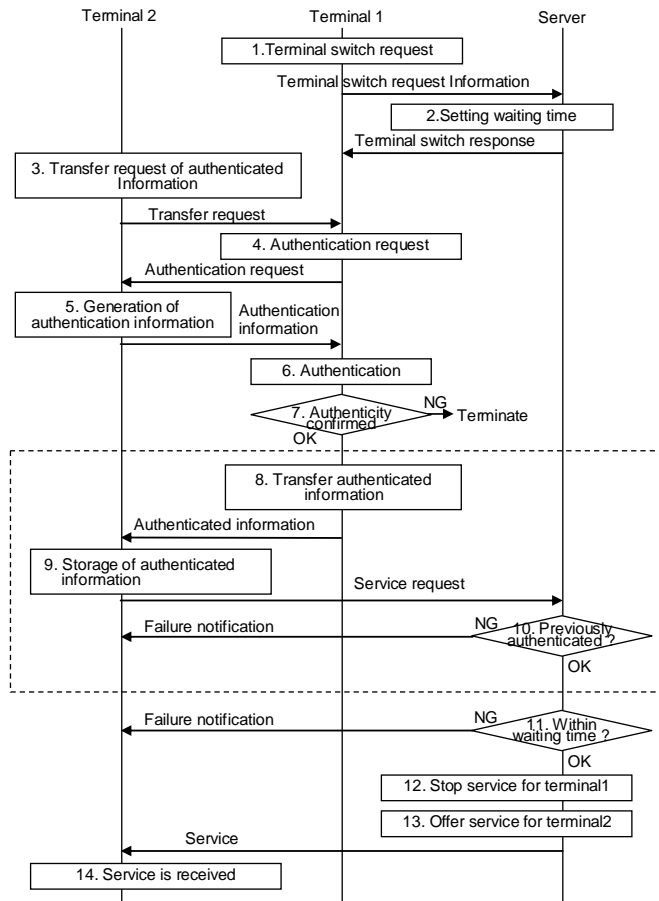 Terminal 2 Terminal 1 Server
1.Terminal switch request
Terminal switch request Information
2.Setting waiting time
Terminal switch response
3. Transfer request of authenticated
Information
Transfer request
4. Authentication request
Authentication request
5. Generation of
authentication information
Authentication
information
6. Authentication
7. Authenticity
confirmed
NG
Terminate
OK
8. Transfer authenticated
information
Authenticated information
9. Storage of authenticated
information
Service request
Failure notification
NG
10. Previously
authenticated ?
OK
Failure notification
NG
11. Within
waiting time ?
OK
12. Stop service for terminal1
13. Offer service for terminal2
Service
14. Service is received